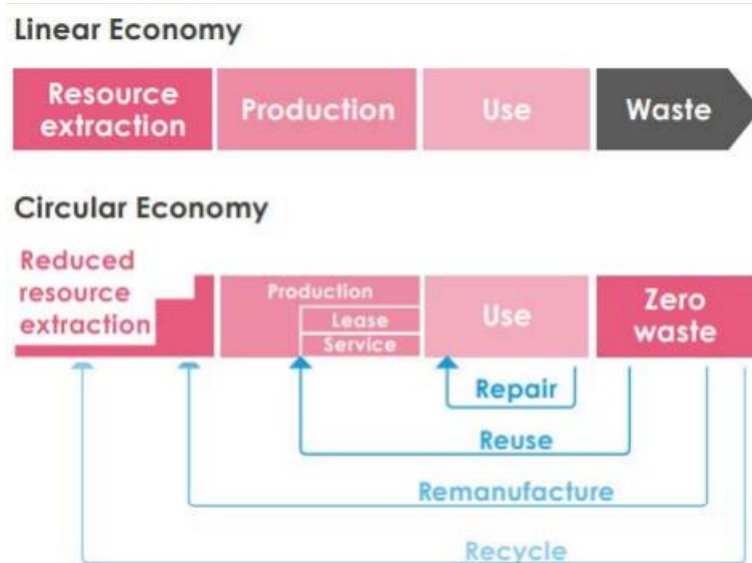 Linear Economy
Resource
extraction
Production
Use
Waste
Circular Economy
Reduced
resource
extraction
Production
Lease
Service
Use
Zero
waste
Repair
Reuse
Remanufacture
Recycle